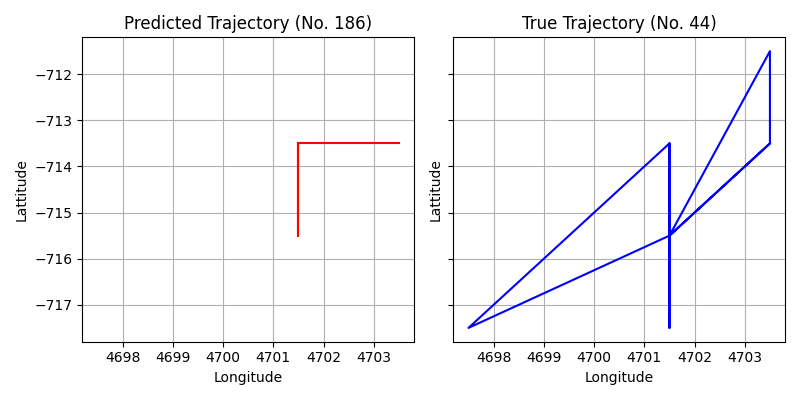 Predicted Trajectory (No. 186)
True Trajectory (No. 44)
−712
−713
−714
−715
−716
−717
Lattitude
Lattitude
4698 4699 4700 4701 4702 4703
4698 4699 4700 4701 4702 4703
Longitude
Longitude